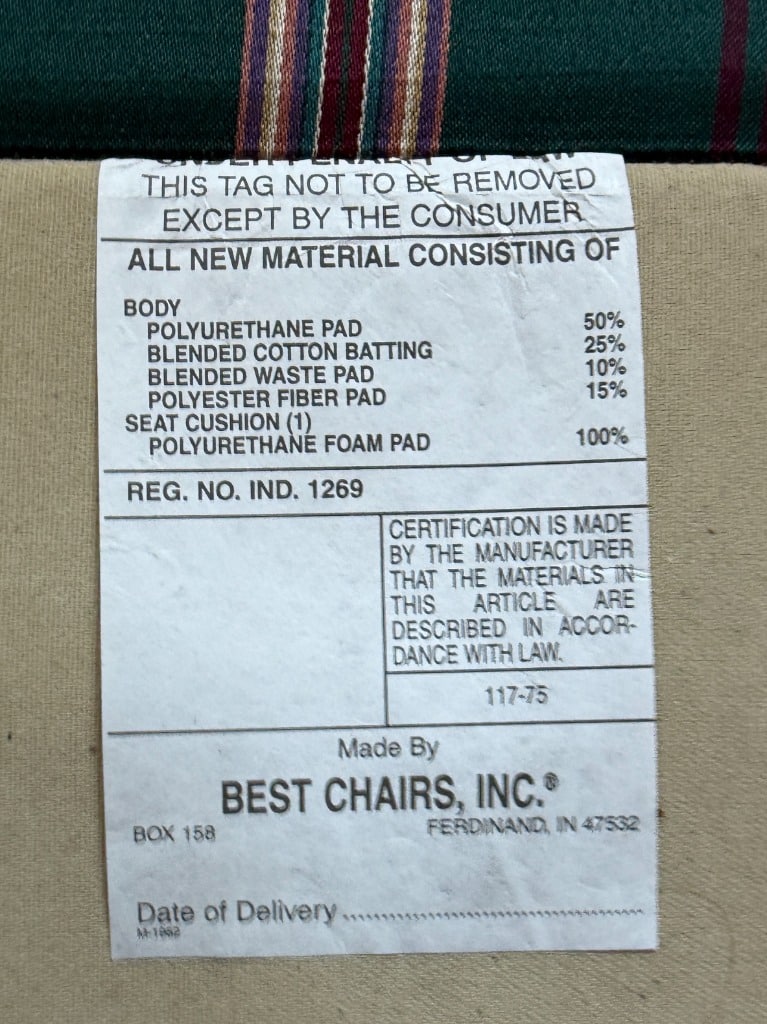 UNDER PENALTY OF LAW
THIS TAG NOT TO BE REMOVED
EXCEPT BY THE CONSUMER
ALL NEW MATERIAL CONSISTING OF
BODY
POLYURETHANE PAD 50%
BLENDED COTTON BATTING 25%
BLENDED WASTE PAD 10%
POLYESTER FIBER PAD 15%
SEAT CUSHION (1)
POLYURETHANE FOAM PAD 100%
REG. NO. IND. 1269
CERTIFICATION IS MADE
BY THE MANUFACTURER
THAT THE MATERIALS IN
THIS ARTICLE ARE
DESCRIBED IN ACCOR-
DANCE WITH LAW.
117-75
Made By
BEST CHAIRS, INC.®
BOX 158 FERDINAND, IN 47532
Date of Delivery........................................